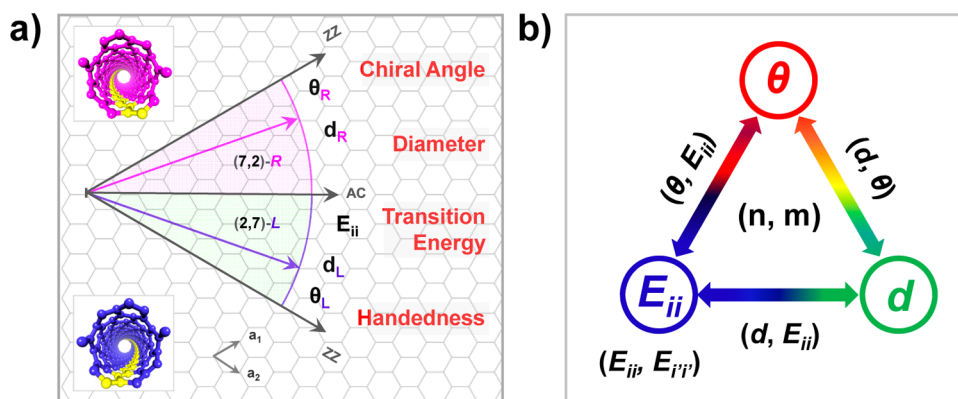 a)
ZZ
θR
Chiral Angle
dR
Diameter
(7,2)-R
AC
(2,7)-L
Eii
Transition
Energy
dL
θL
Handedness
ZZ
a1
a2
b)
θ
(θ, Eii)
(d, θ)
(n, m)
Eii
d
(d, Eii)
(Eii, Ei'i')